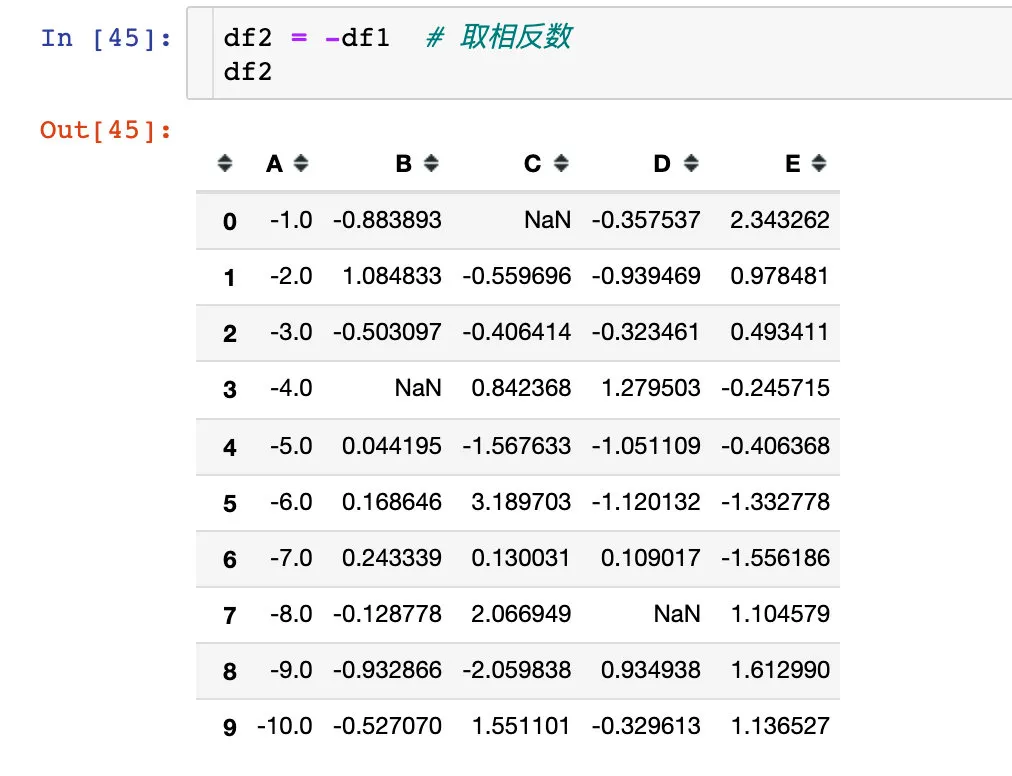 In [45]: df2 = -df1  # 取相反数
df2
Out[45]:
A B C D E
0 -1.0 -0.883893 NaN -0.357537 2.343262
1 -2.0 1.084833 -0.559696 -0.939469 0.978481
2 -3.0 -0.503097 -0.406414 -0.323461 0.493411
3 -4.0 NaN 0.842368 1.279503 -0.245715
4 -5.0 0.044195 -1.567633 -1.051109 -0.406368
5 -6.0 0.168646 3.189703 -1.120132 -1.332778
6 -7.0 0.243339 0.130031 0.109017 -1.556186
7 -8.0 -0.128778 2.066949 NaN 1.104579
8 -9.0 -0.932866 -2.059838 0.934938 1.612990
9 -10.0 -0.527070 1.551101 -0.329613 1.136527